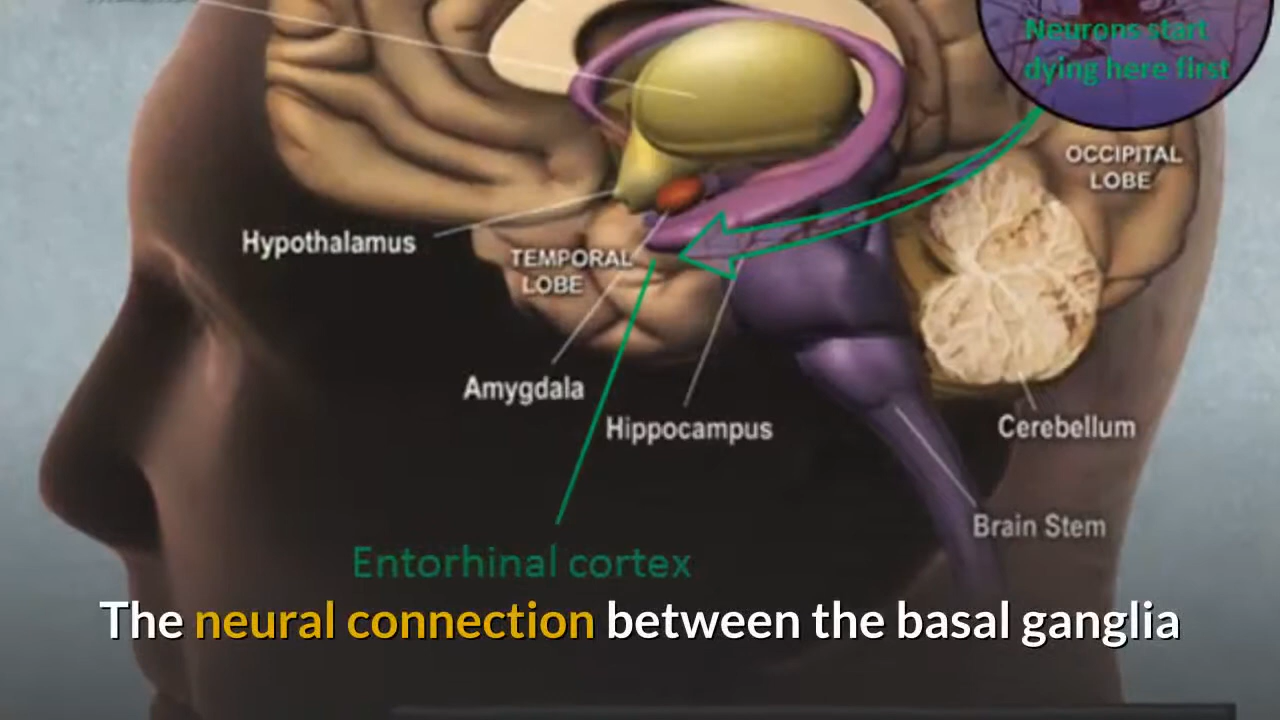 Neurons start
dying here first
OCCIPITAL
LOBE
Hypothalamus
TEMPORAL
LOBE
Amygdala
Hippocampus
Cerebellum
Brain Stem
Entorhinal cortex
The neural connection between the basal ganglia